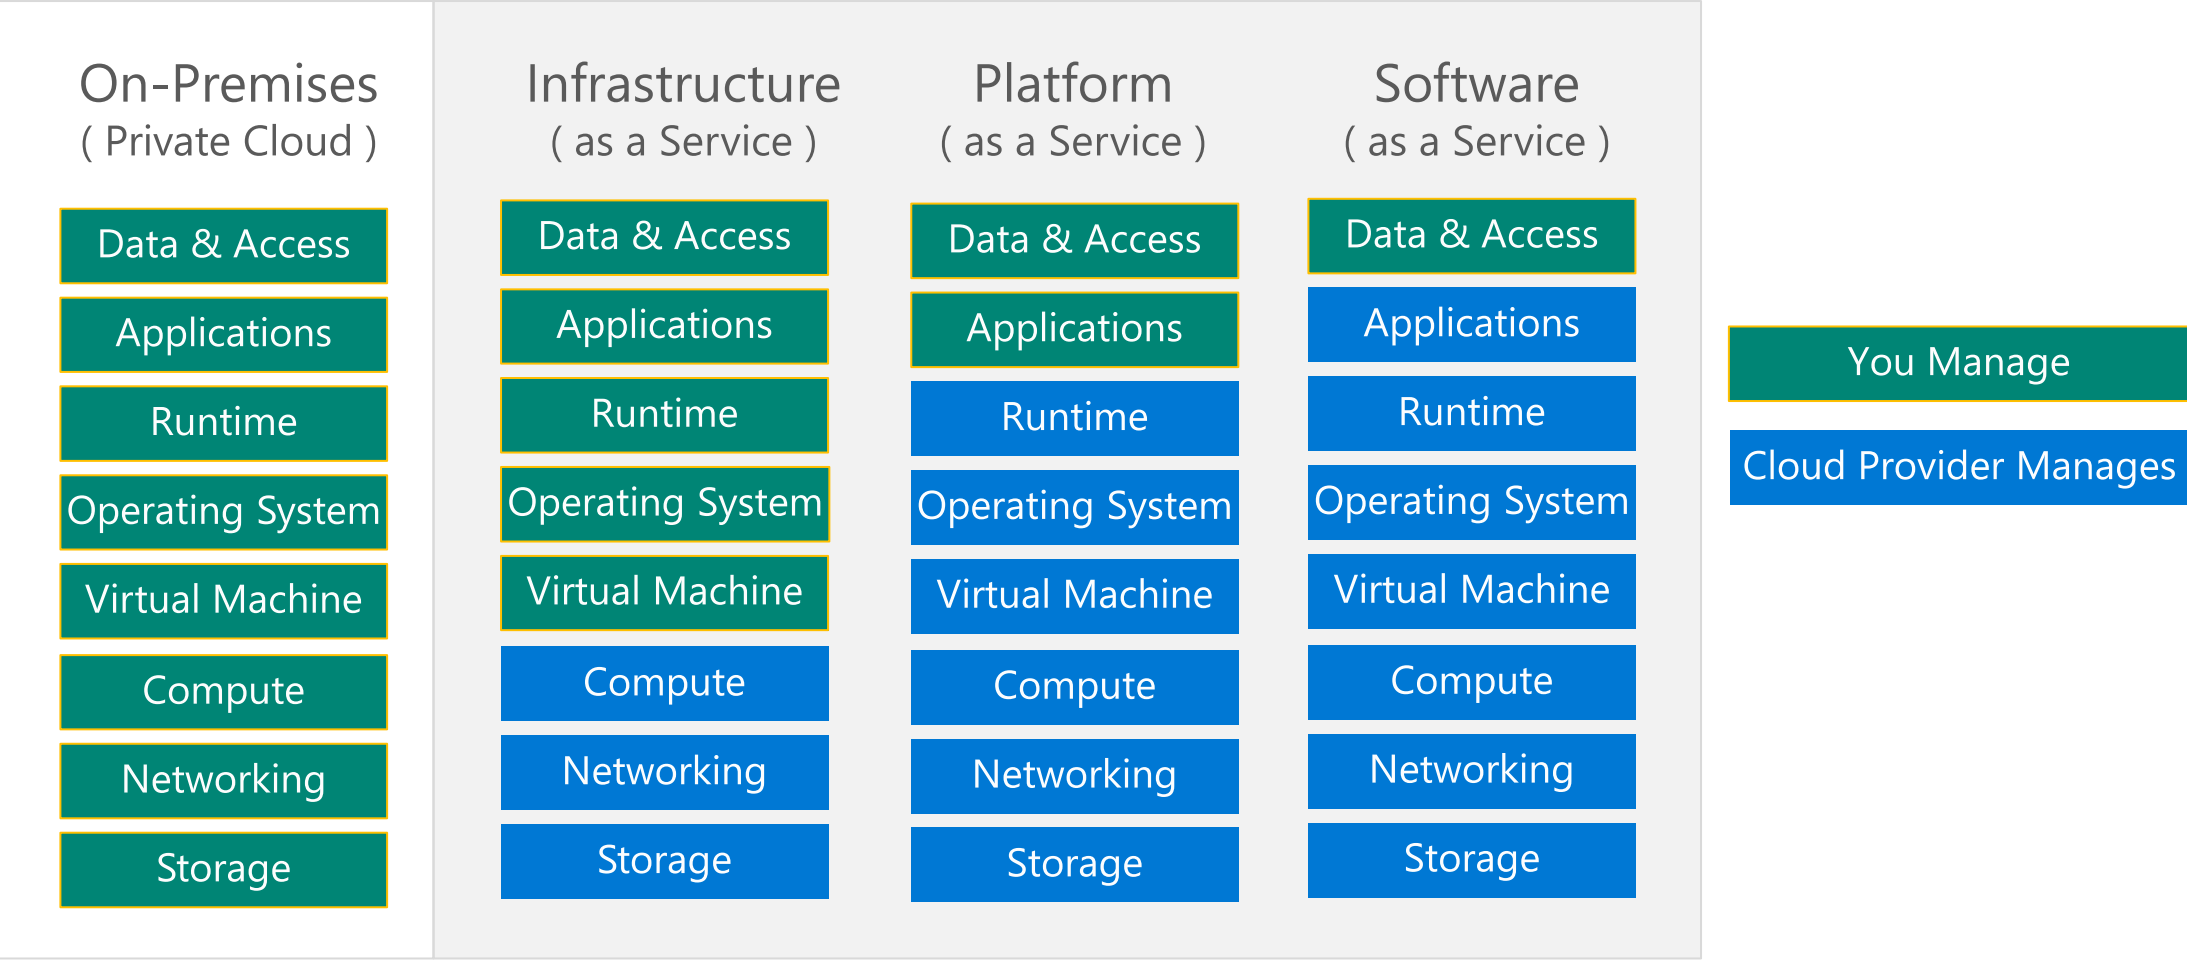 On-Premises
( Private Cloud )
Data & Access
Applications
Runtime
Operating System
Virtual Machine
Compute
Networking
Storage
Infrastructure
( as a Service )
Data & Access
Applications
Runtime
Operating System
Virtual Machine
Compute
Networking
Storage
Platform
( as a Service )
Data & Access
Applications
Runtime
Operating System
Virtual Machine
Compute
Networking
Storage
Software
( as a Service )
Data & Access
Applications
Runtime
Operating System
Virtual Machine
Compute
Networking
Storage
You Manage
Cloud Provider Manages